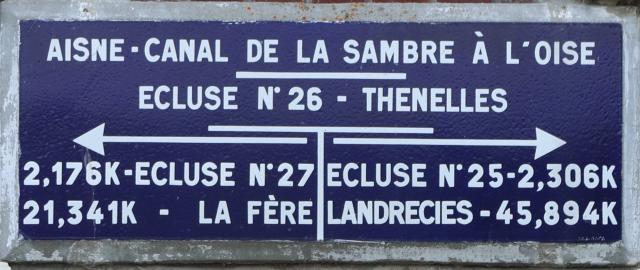 AISNE-CANAL DE LA SAMBRE À L'OISE
ECLUSE N° 26 - THENELLES
2,176K-ECLUSE N° 27 ECLUSE N° 25-2,306K
21,341K - LA FÈRE LANDRECIES-45,894K